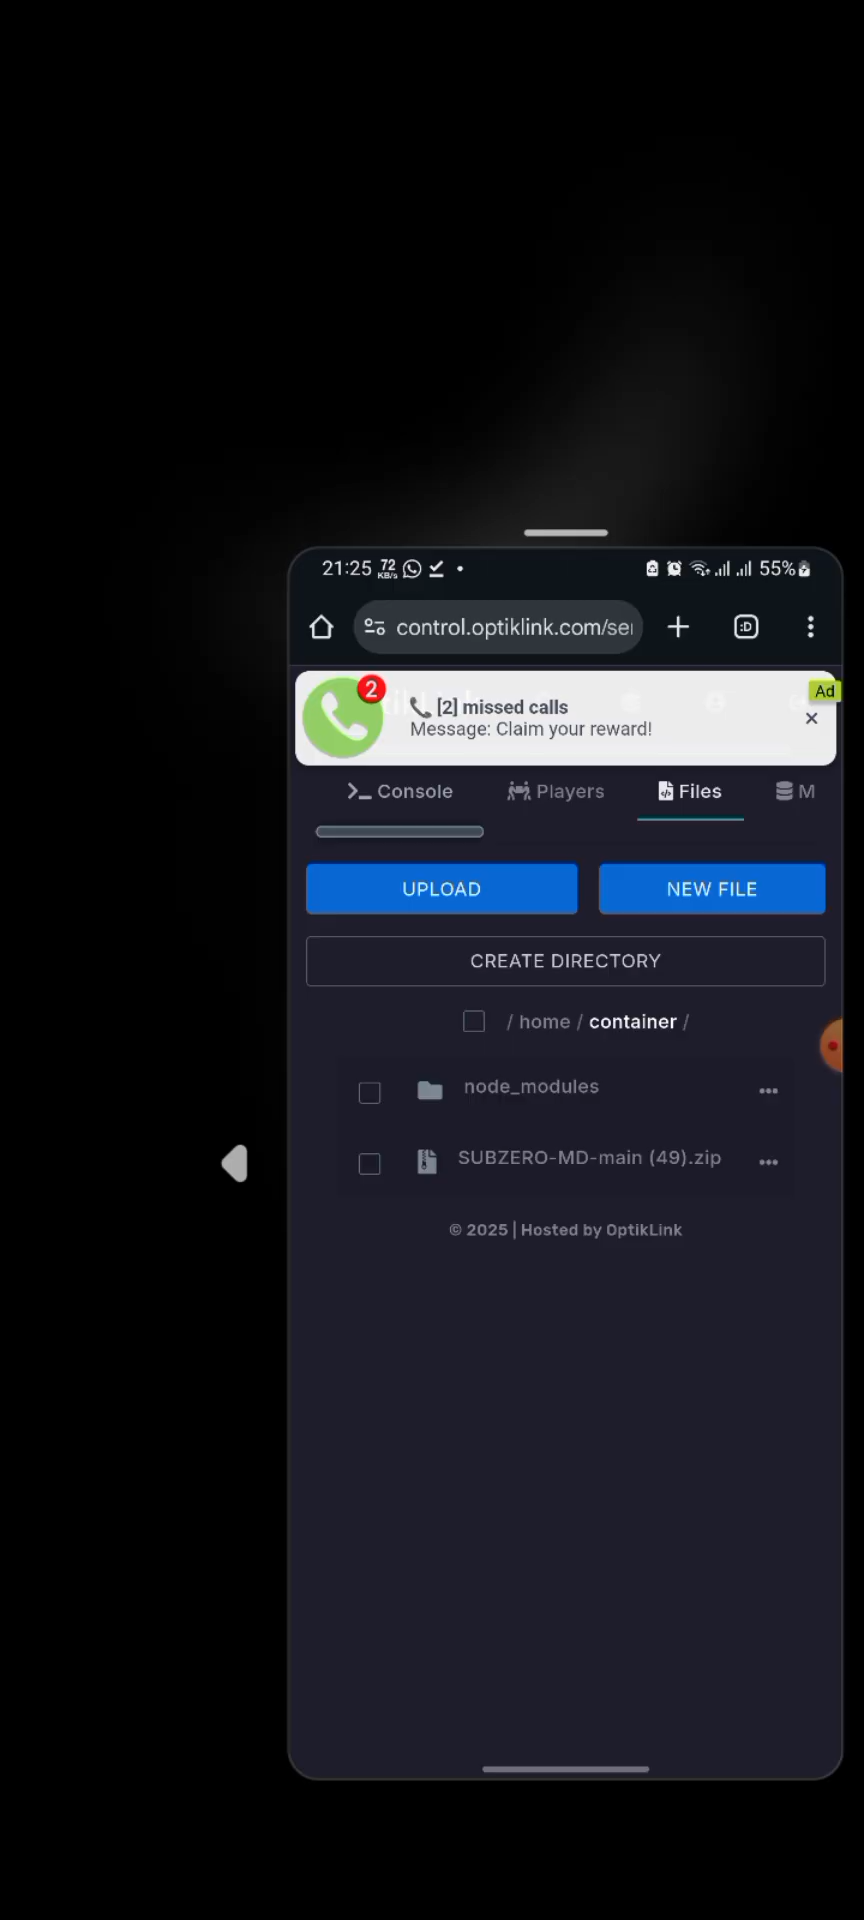 21:25 72 KB/s 55%
control.optiklink.com/se
2
[2] missed calls
Message: Claim your reward!
Ad
×
Console Players Files M
UPLOAD NEW FILE
CREATE DIRECTORY
/ home / container /
node_modules
SUBZERO-MD-main (49).zip
© 2025 | Hosted by OptikLink